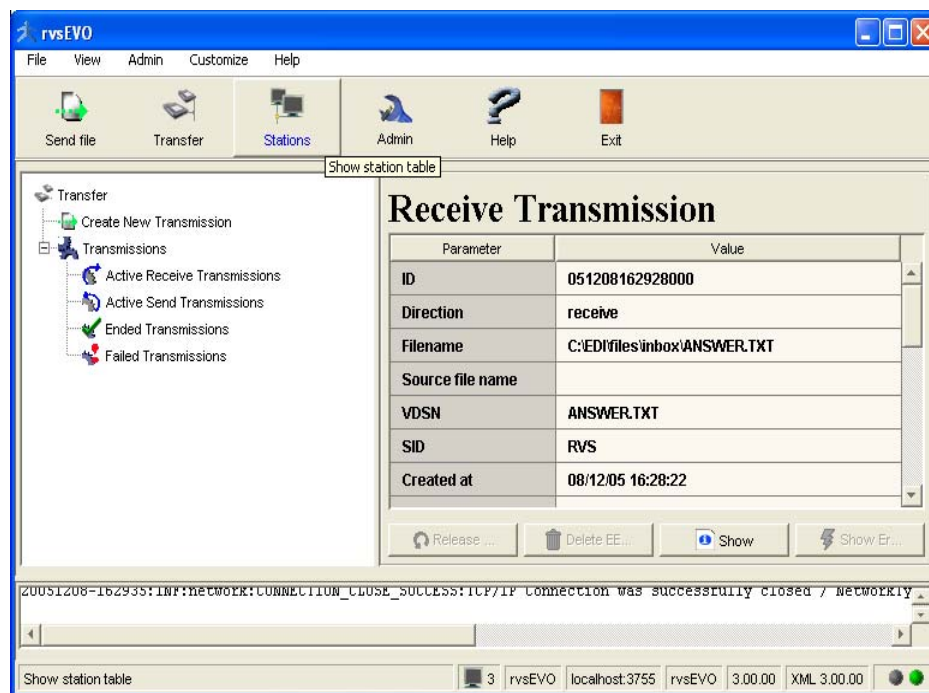 rvsEVO
File View Admin Customize Help
Send file Transfer Stations Admin Help Exit
Show station table
Transfer
Create New Transmission
Transmissions
Active Receive Transmissions
Active Send Transmissions
Ended Transmissions
Failed Transmissions
Receive Transmission
Parameter Value
ID 051208162928000
Direction receive
Filename C:\EDI\files\inbox\ANSWER.TXT
Source file name
VDSN ANSWER.TXT
SID RVS
Created at 08/12/05 16:28:22
Release ... Delete EE... Show Show Er...
20051208-162935:INF:network:CONNECTION_CLOSE_SUCCESS:TCP/IP Connection was successfully closed / Networkly
Show station table 3 rvsEVO localhost:3755 rvsEVO 3.00.00 XML 3.00.00